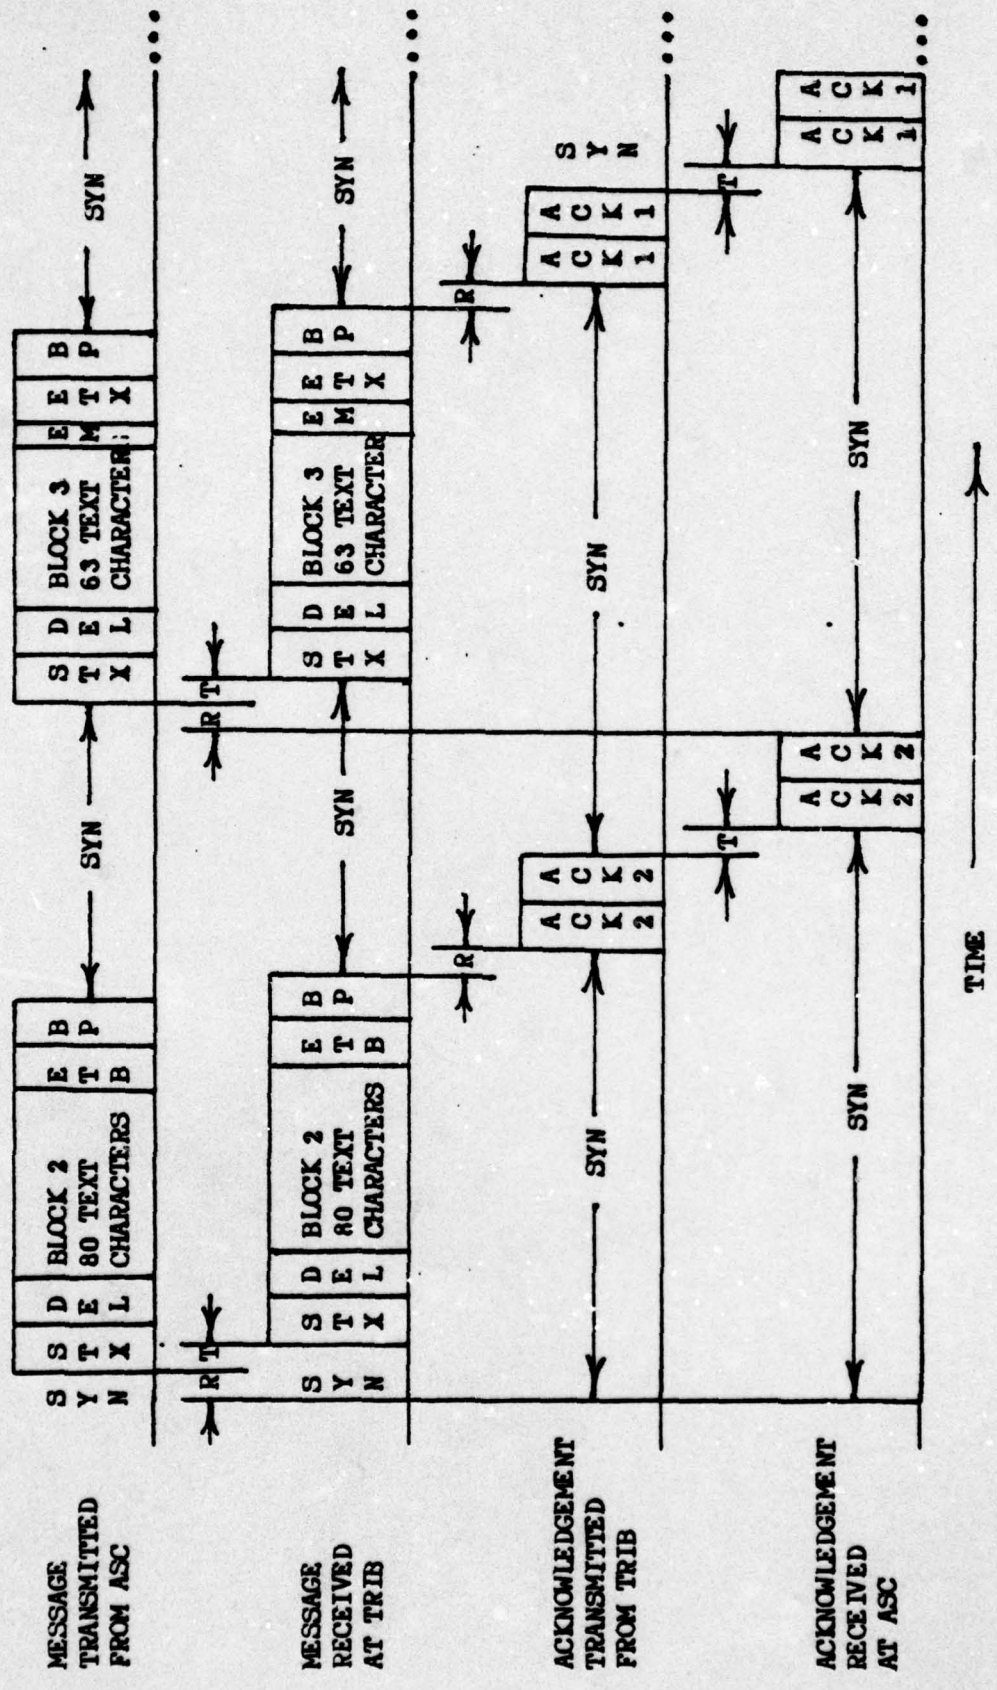 MESSAGE
TRANSMITTED
FROM ASC
SYN
STX
DEL
BLOCK 2
80 TEXT
CHARACTERS
ETB
BP
SYN
STX
DEL
BLOCK 3
63 TEXT
CHARACTER
EM
ETX
BP
SYN
...
R T
R T
MESSAGE
RECEIVED
AT TRIB
SYN
STX
DEL
BLOCK 2
80 TEXT
CHARACTERS
ETB
BP
SYN
STX
DEL
BLOCK 3
63 TEXT
CHARACTER
EM
ETX
BP
SYN
...
R
R
ACKNOWLEDGEMENT
TRANSMITTED
FROM TRIB
SYN
ACK2
ACK2
SYN
ACK1
ACK1
SYN
...
T
T
ACKNOWLEDGEMENT
RECEIVED
AT ASC
SYN
ACK2
ACK2
SYN
ACK1
ACK1
...
TIME